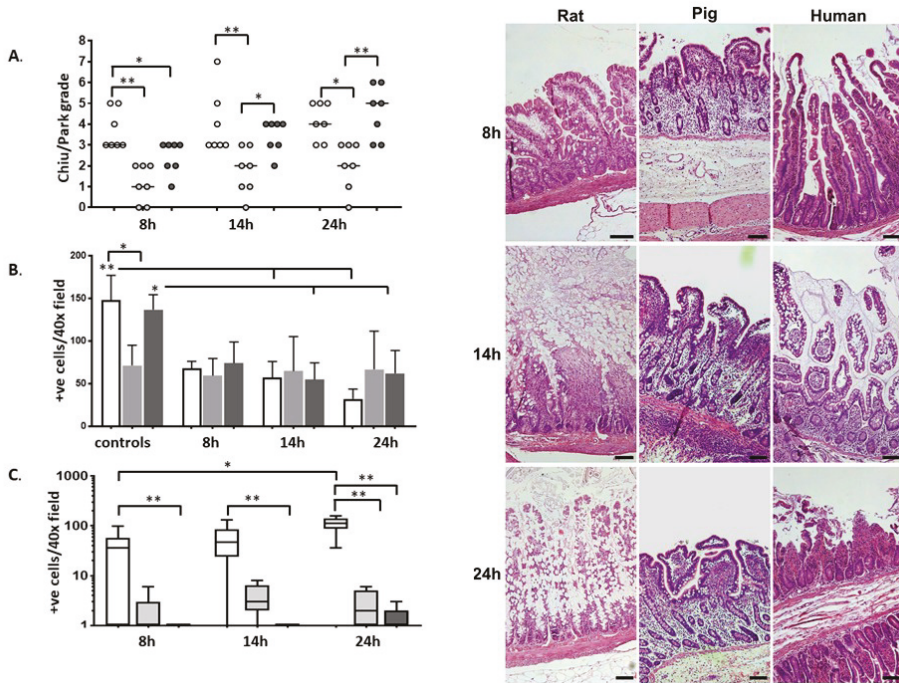 A.
Chiu/Park grade
8
7
6
5
4
3
2
1
0
* ** ** * * **
8h 14h 24h
B.
+ve cells/40x field
200
150
100
50
0
* ** *
controls 8h 14h 24h
C.
+ve cells/40x field
1000
100
10
1
* ** ** ** **
8h 14h 24h
Rat Pig Human
8h
14h
24h